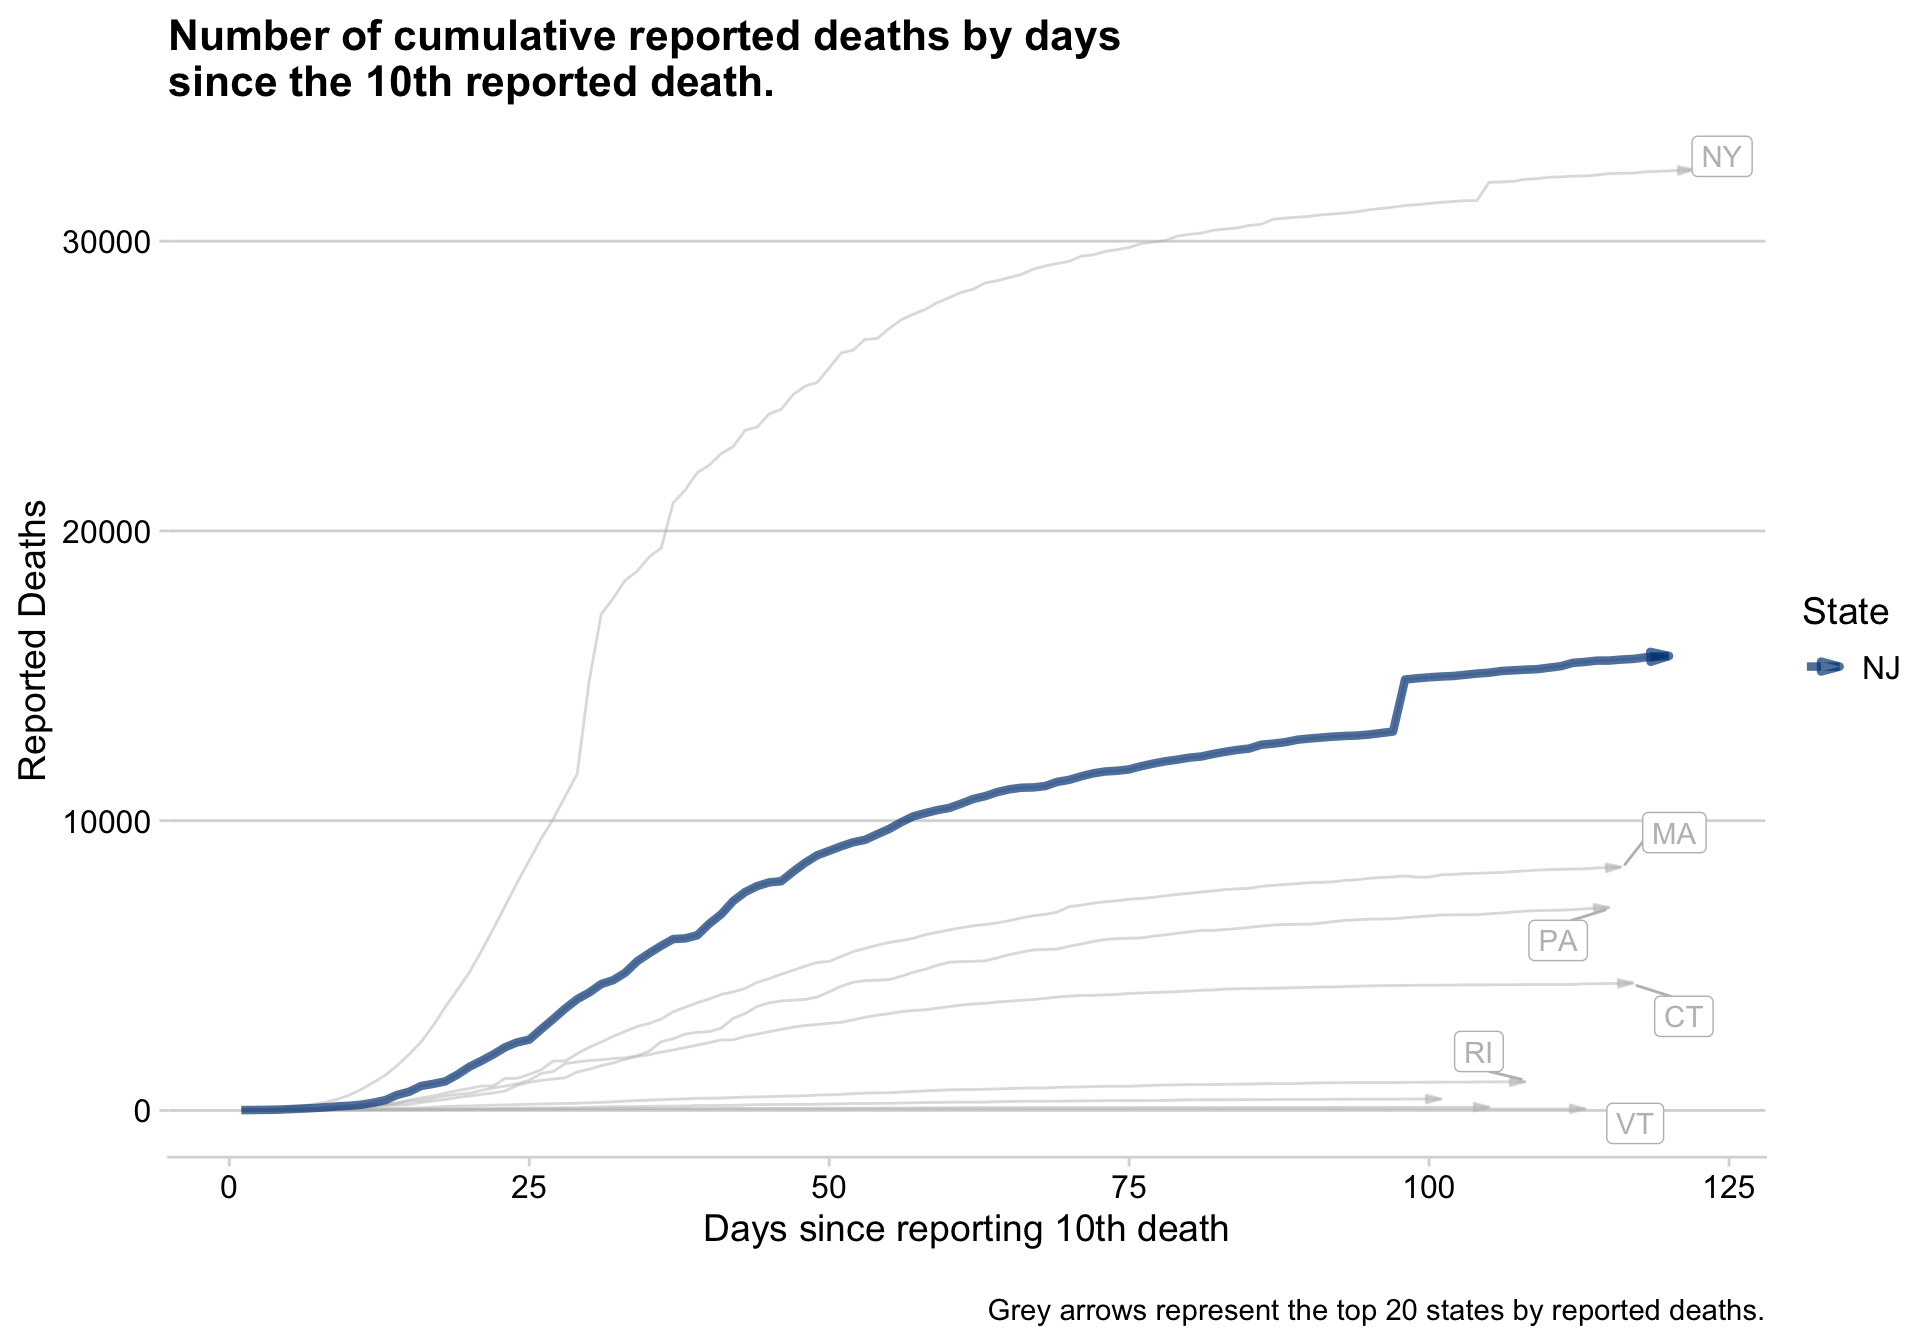 Number of cumulative reported deaths by days
since the 10th reported death.
NY
30000
20000
Reported Deaths
State
NJ
10000
MA
PA
CT
RI
0
VT
0 25 50 75 100 125
Days since reporting 10th death
Grey arrows represent the top 20 states by reported deaths.